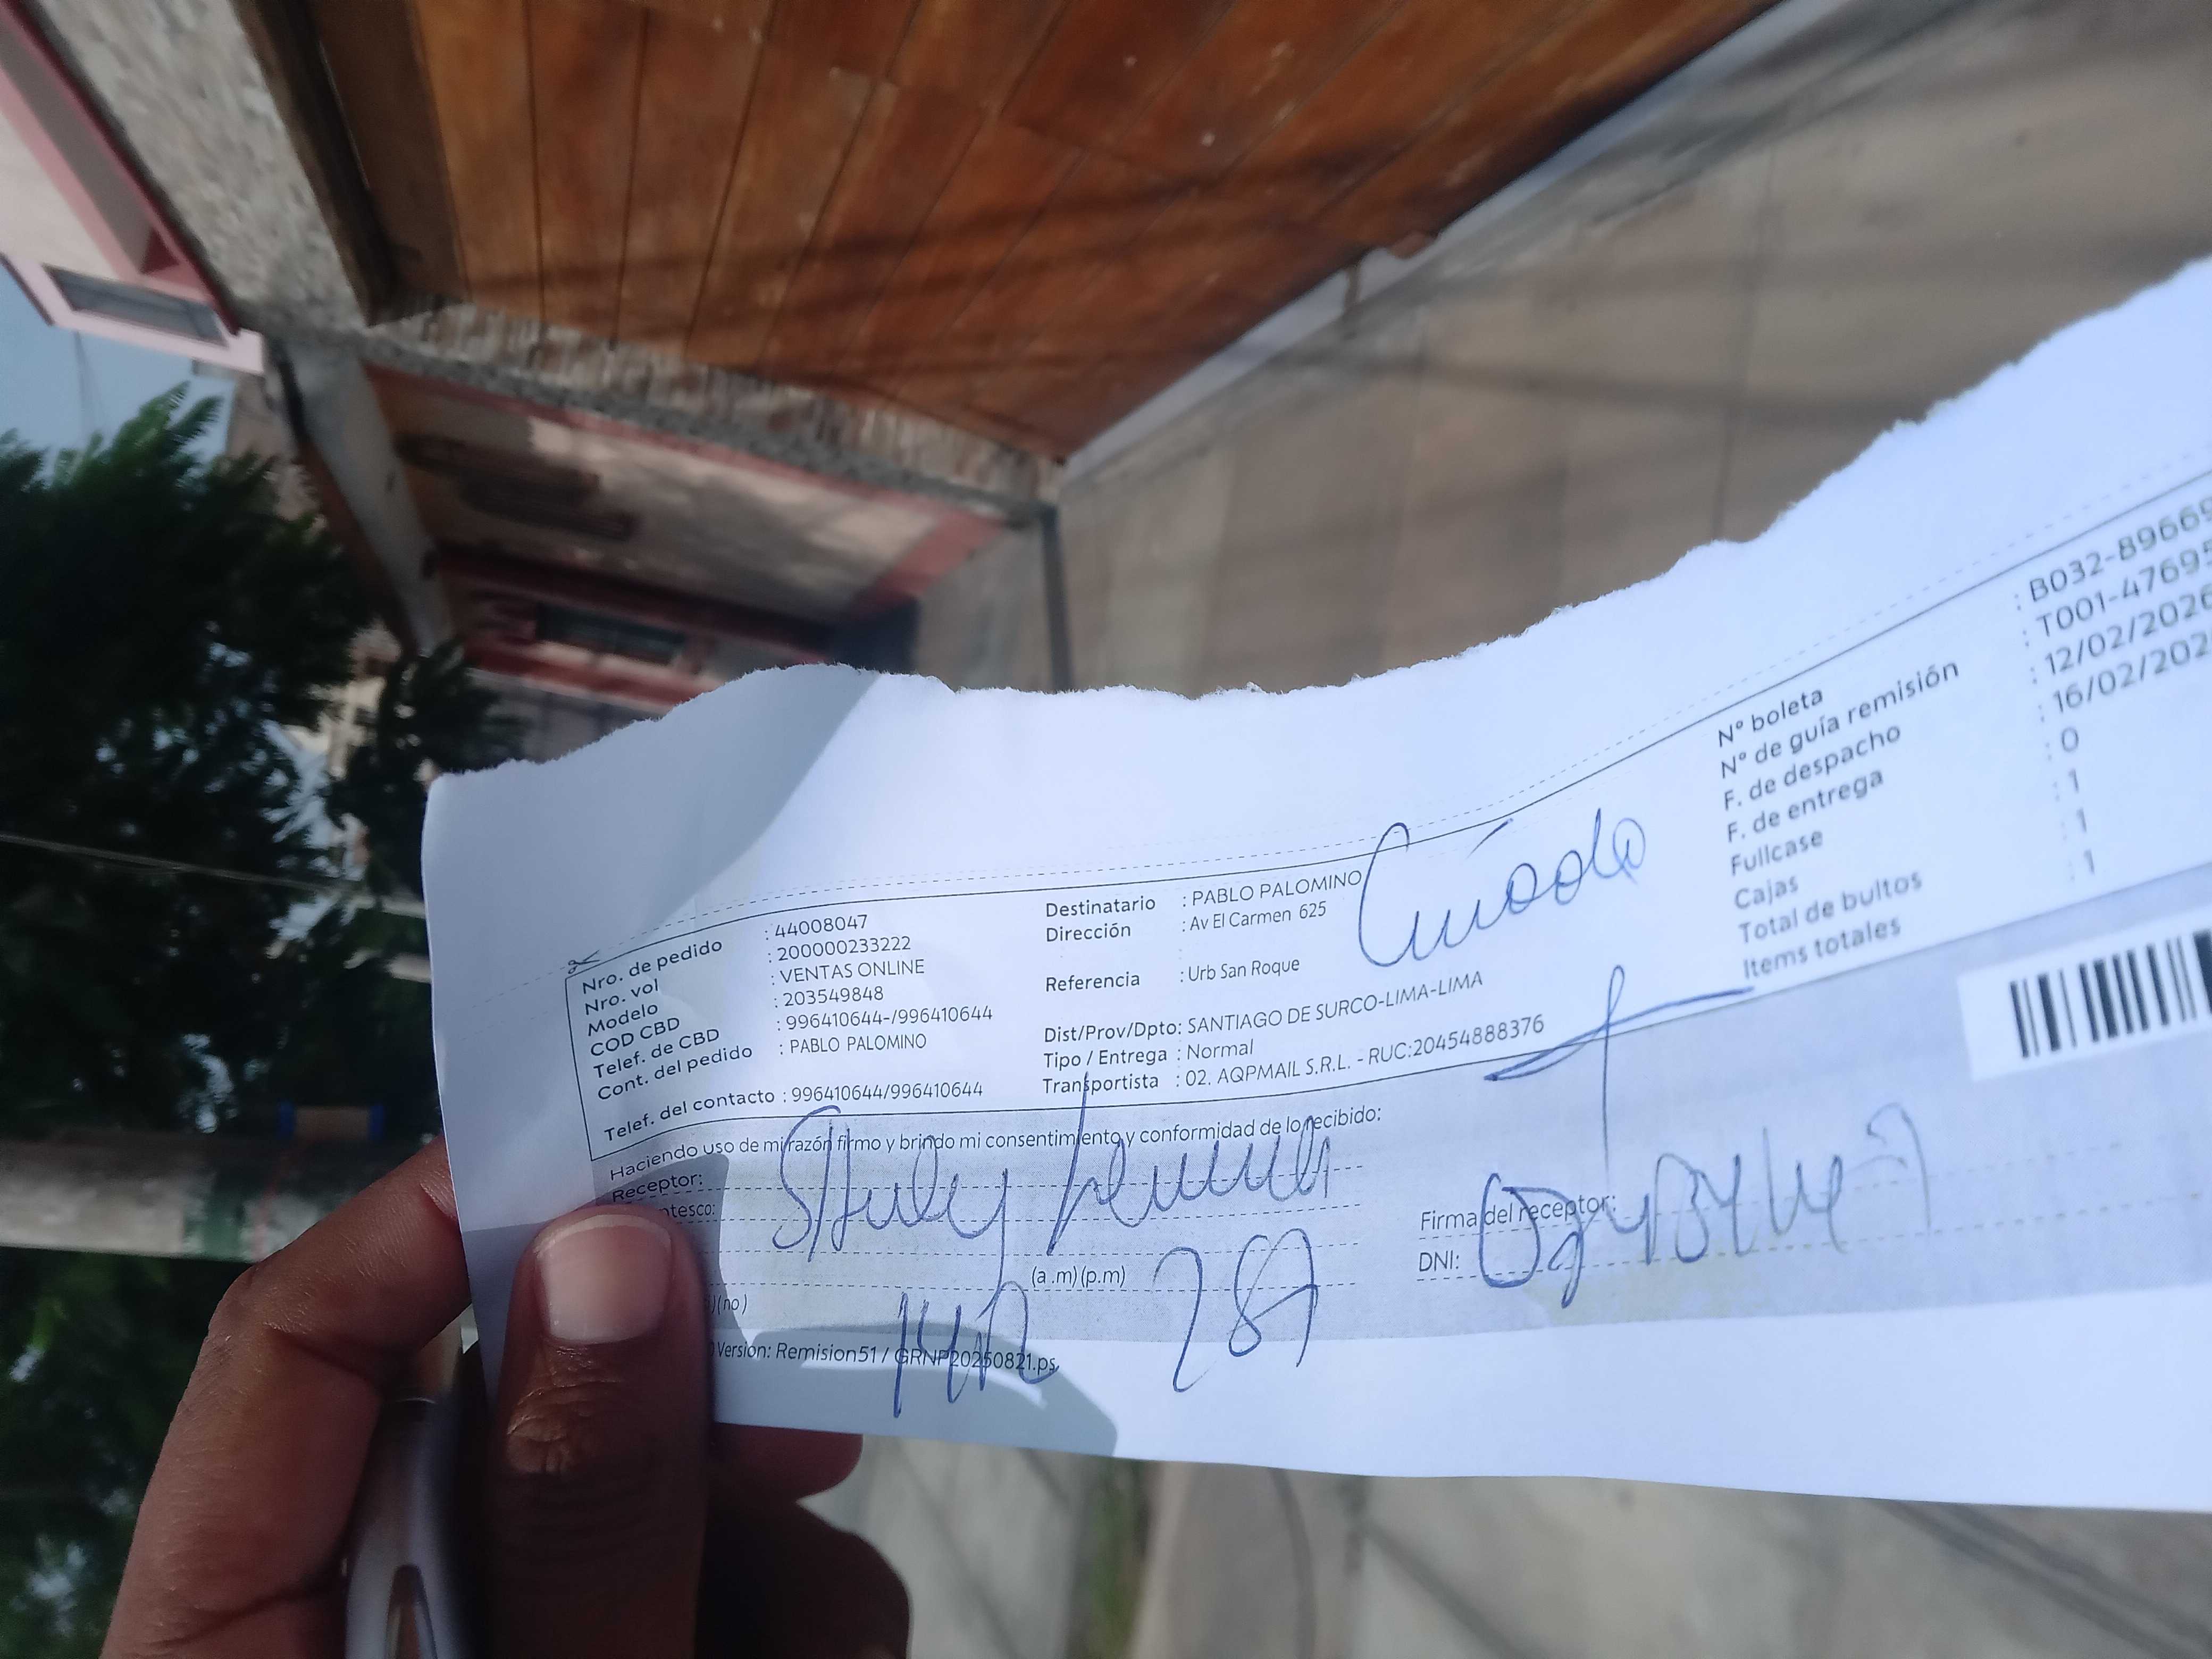 Nro. de pedido : 44008047
Nro. vol : 200000233222
Modelo : VENTAS ONLINE
COD CBD : 203549848
Telef. de CBD : 996410644-/996410644
Cont. del pedido : PABLO PALOMINO
Telef. del contacto : 996410644/996410644
Destinatario : PABLO PALOMINO
Dirección : Av El Carmen 625
Referencia : Urb San Roque
Dist/Prov/Dpto: SANTIAGO DE SURCO-LIMA-LIMA
Tipo / Entrega : Normal
Transportista : 02. AQPMAIL S.R.L. - RUC:20454888376
Nº boleta : B032-89669
Nº de guía remisión : T001-47695
F. de despacho : 12/02/2026
F. de entrega : 16/02/202
Fullcase : 0
Cajas : 1
Total de bultos : 1
Items totales : 1
Haciendo uso de mi razón firmo y brindo mi consentimiento y conformidad de lo recibido:
Receptor:
ntesco:
Firma del receptor:
(a.m)(p.m)
DNI:
)(no)
Version: Remision51 / GRNP20250821.ps